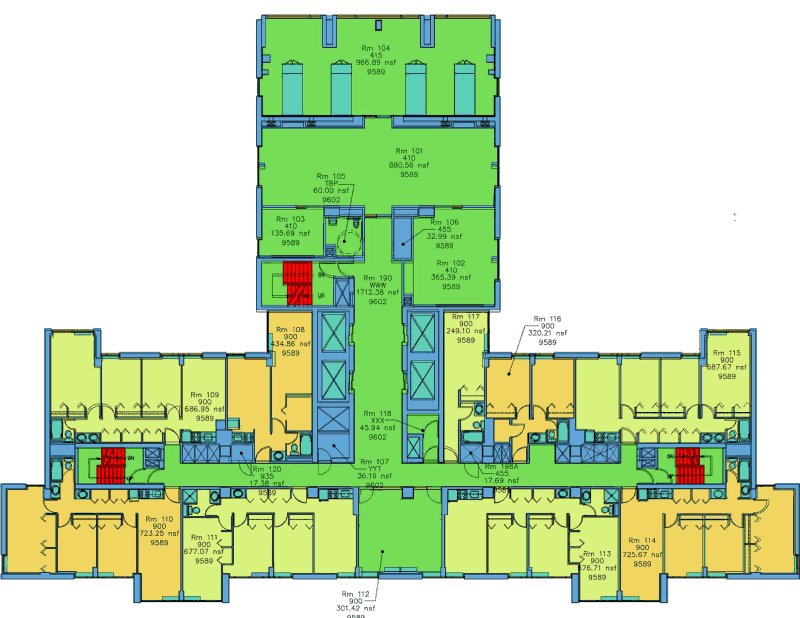 Rm 104
415
966.89 nsf
9589
Rm 101
410
880.56 nsf
9589
Rm 105
TBP
60.00 nsf
9602
Rm 103
410
135.69 nsf
9589
Rm 106
455
32.99 nsf
9589
Rm 102
410
365.39 nsf
9589
Rm 190
WWW
1712.38 nsf
9602
DN
UP
Rm 108
900
434.86 nsf
9589
Rm 117
900
249.10 nsf
9589
Rm 116
900
320.21 nsf
9589
Rm 115
900
687.67 nsf
9589
Rm 109
900
686.95 nsf
9589
Rm 118
XXX
45.94 nsf
9602
Rm 107
YYT
36.19 nsf
9602
Rm 120
935
17.38 nsf
9589
Rm 198A
455
17.69 nsf
9589
DN
UP
Rm 110
900
723.25 nsf
9589
Rm 111
900
677.07 nsf
9589
Rm 113
900
676.71 nsf
9589
Rm 114
900
725.67 nsf
9589
Rm 112
900
301.42 nsf
9589